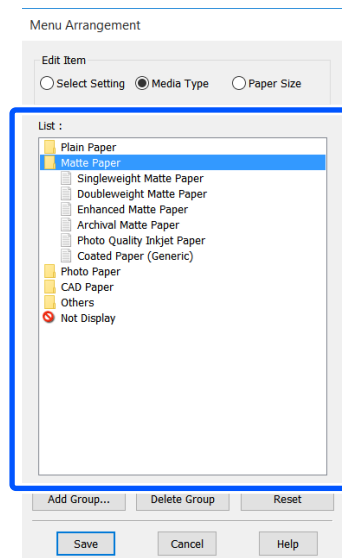 Menu Arrangement
Edit Item
Select Setting Media Type Paper Size
List :
Plain Paper
Matte Paper
Singleweight Matte Paper
Doubleweight Matte Paper
Enhanced Matte Paper
Archival Matte Paper
Photo Quality Inkjet Paper
Coated Paper (Generic)
Photo Paper
CAD Paper
Others
Not Display
Add Group... Delete Group Reset
Save Cancel Help